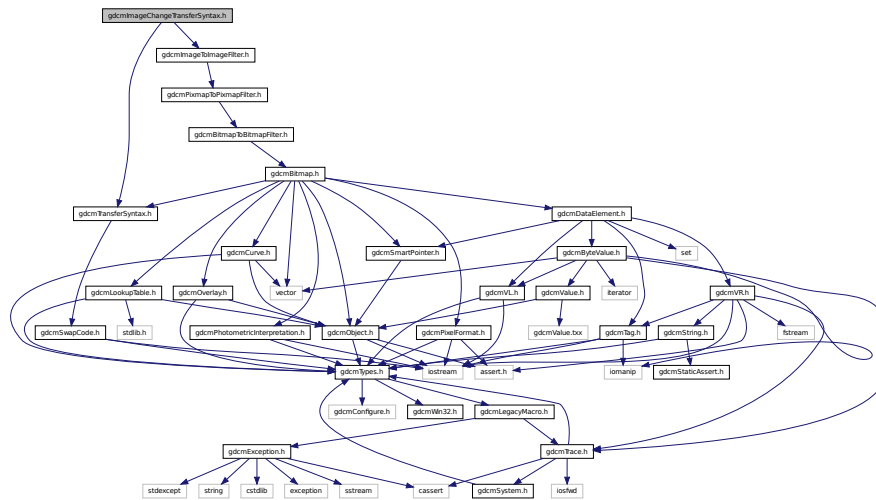 gdcmImageChangeTransferSyntax.h
gdcmImageToImageFilter.h
gdcmPixmapToPixmapFilter.h
gdcmBitmapToBitmapFilter.h
gdcmBitmap.h
gdcmTransferSyntax.h
gdcmDataElement.h
gdcmCurve.h
gdcmSmartPointer.h
gdcmByteValue.h
set
gdcmLookupTable.h
gdcmOverlay.h
vector
gdcmVL.h
gdcmValue.h
iterator
gdcmVR.h
gdcmSwapCode.h
stdlib.h
gdcmPhotometricInterpretation.h
gdcmObject.h
gdcmPixelFormat.h
gdcmValue.txx
gdcmTag.h
gdcmString.h
fstream
gdcmTypes.h
iostream
assert.h
iomanip
gdcmStaticAssert.h
gdcmConfigure.h
gdcmWin32.h
gdcmLegacyMacro.h
gdcmException.h
gdcmTrace.h
stdexcept
string
cstdlib
exception
sstream
cassert
gdcmSystem.h
iosfwd